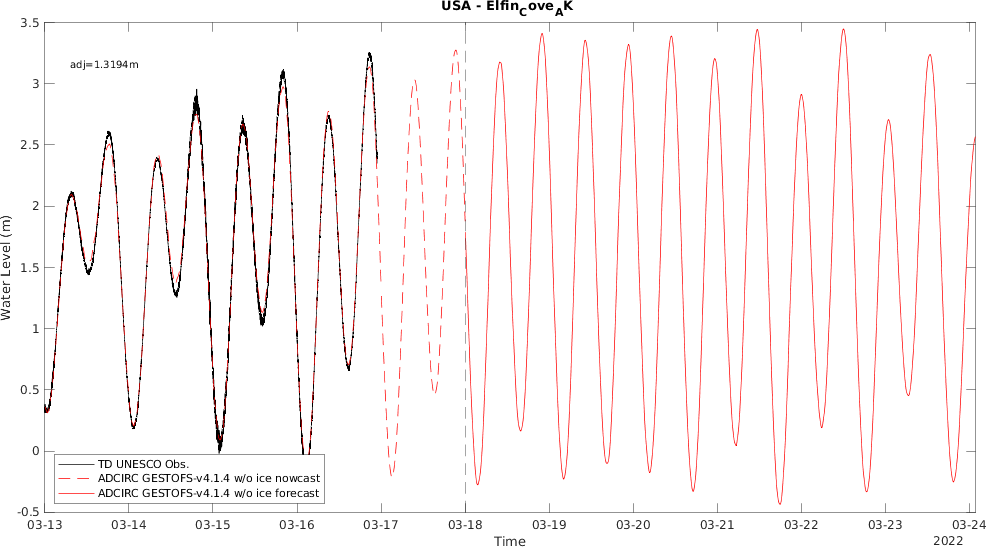 USA - ElfinCoveAK
adj=1.3194m
3.5
3
2.5
2
1.5
1
0.5
0
-0.5
Water Level (m)
TD UNESCO Obs.
ADCIRC GESTOFS-v4.1.4 w/o ice nowcast
ADCIRC GESTOFS-v4.1.4 w/o ice forecast
03-13 03-14 03-15 03-16 03-17 03-18 03-19 03-20 03-21 03-22 03-23 03-24
Time
2022